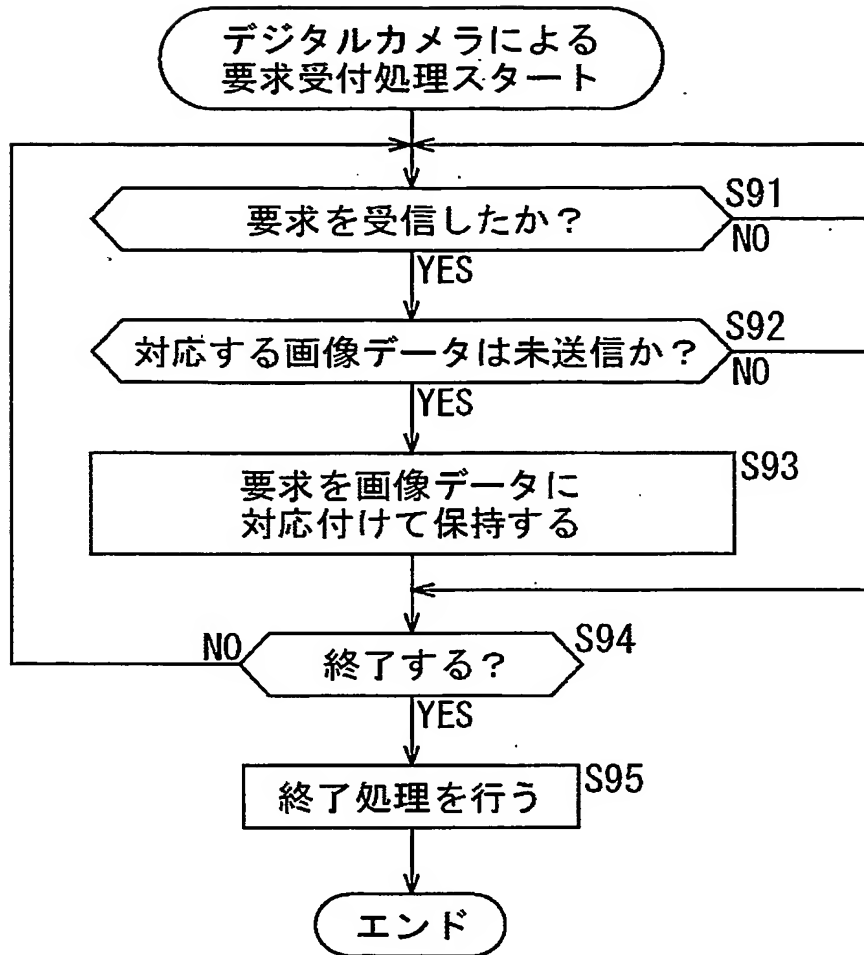 デジタルカメラによる
要求受付処理スタート
要求を受信したか？
S91
NO
YES
対応する画像データは未送信か？
S92
NO
YES
要求を画像データに
対応付けて保持する
S93
NO
終了する？
S94
YES
終了処理を行う
S95
エンド